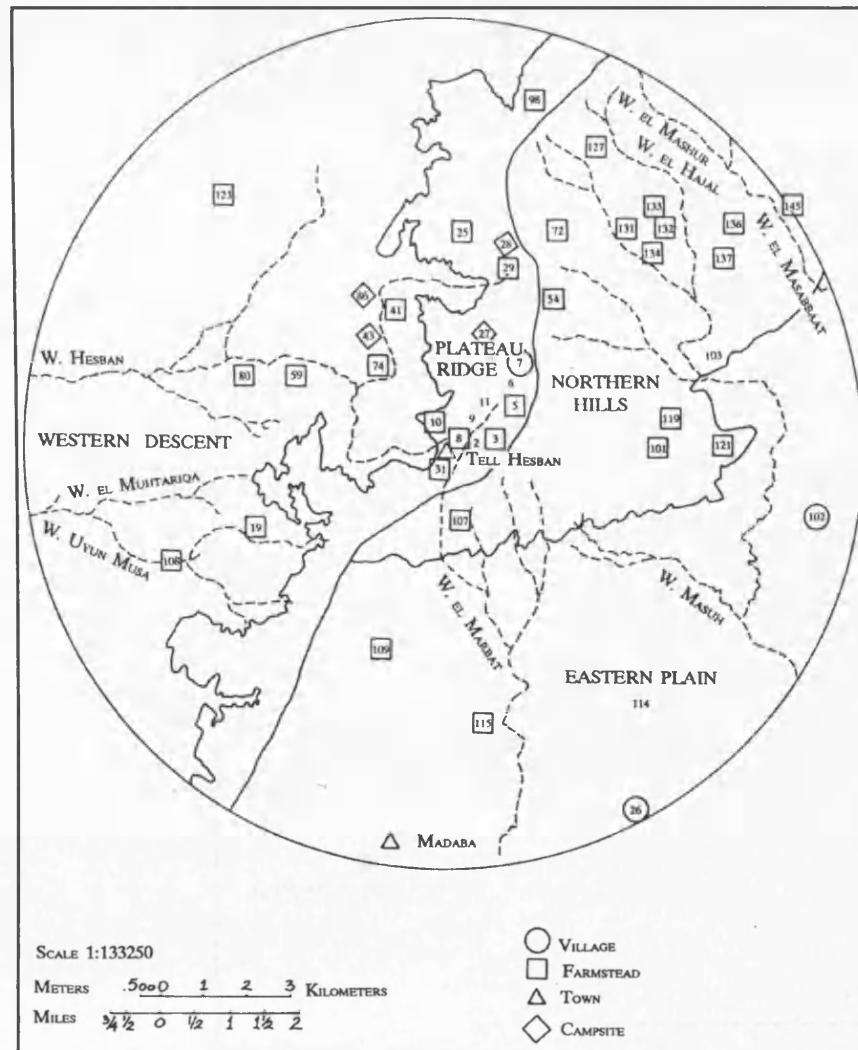 98
127
W. EL MASHUR
W. EL HAJAL
123
133
145
136
25
28
72
131
132
W. EL MASABBAAT
134
137
29
46
41
54
43
27
W. HESBAN
PLATEAU
RIDGE
7
103
74
80
59
6
NORTHERN
HILLS
11
5
9
10
119
WESTERN DESCENT
8
2
3
TELL HESBAN
101
121
31
W. EL MUHTARIQA
107
102
19
W. UYUN MUSA
108
W. MASUH
W. EL MARBAT
109
EASTERN PLAIN
114
115
26
MADABA
SCALE 1:133250
METERS .500 0 1 2 3 KILOMETERS
MILES ¾ ½ 0 ½ 1 1½ 2
VILLAGE
FARMSTEAD
TOWN
CAMPSITE